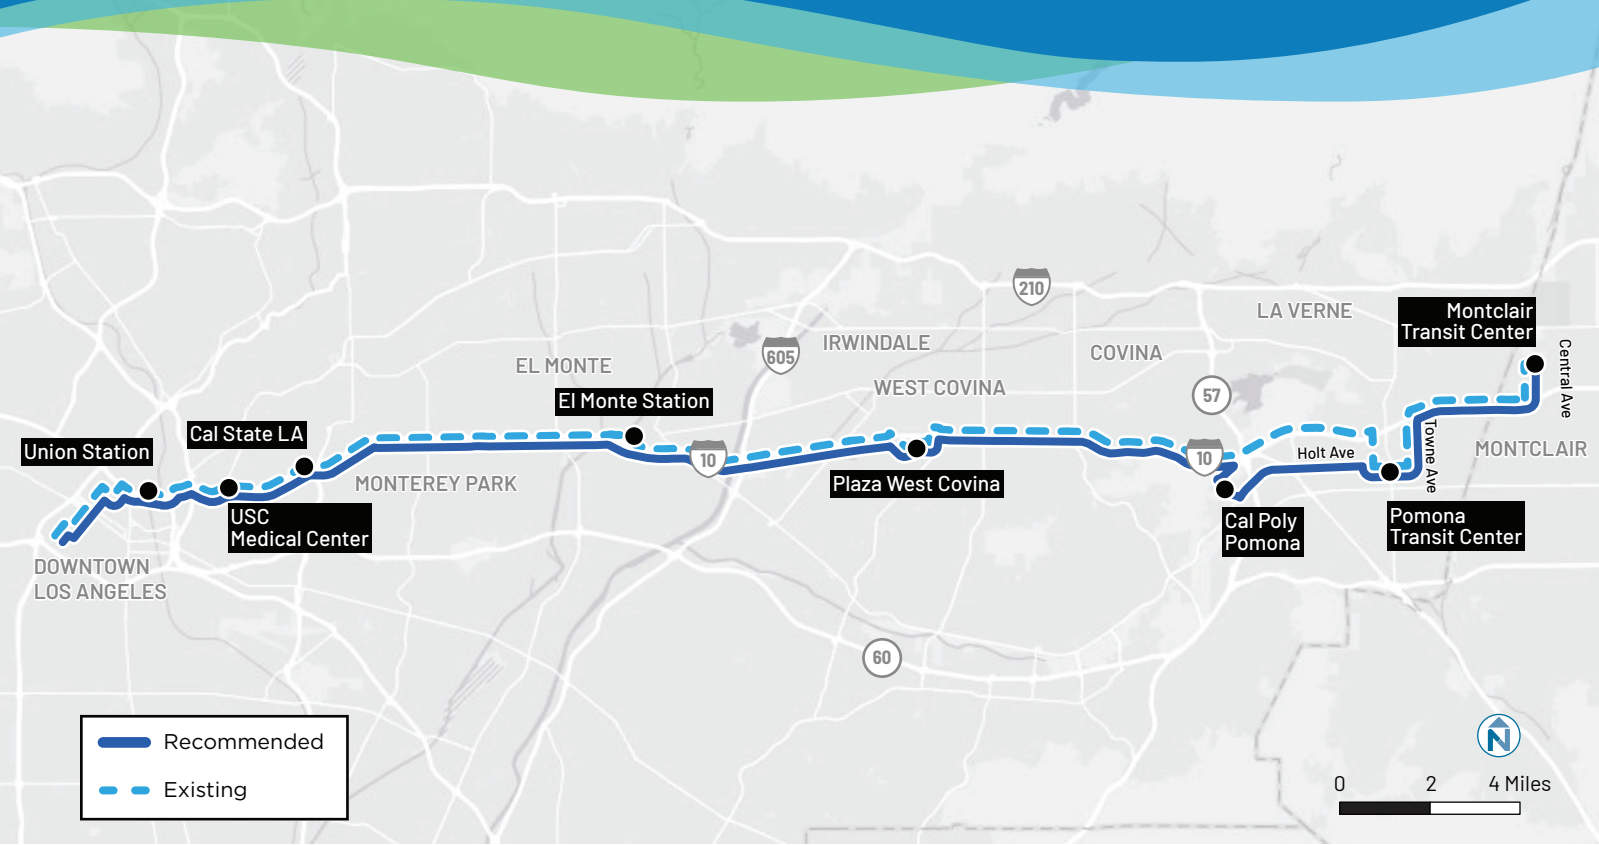 210
LA VERNE
Montclair
Transit Center
IRWINDALE
605
COVINA
Central Ave
EL MONTE
WEST COVINA
57
El Monte Station
Cal State LA
Union Station
10
10
Holt Ave
Towne Ave
MONTCLAIR
MONTEREY PARK
Plaza West Covina
USC
Medical Center
Cal Poly
Pomona
Pomona
Transit Center
DOWNTOWN
LOS ANGELES
60
Recommended
Existing
N
0 2 4 Miles